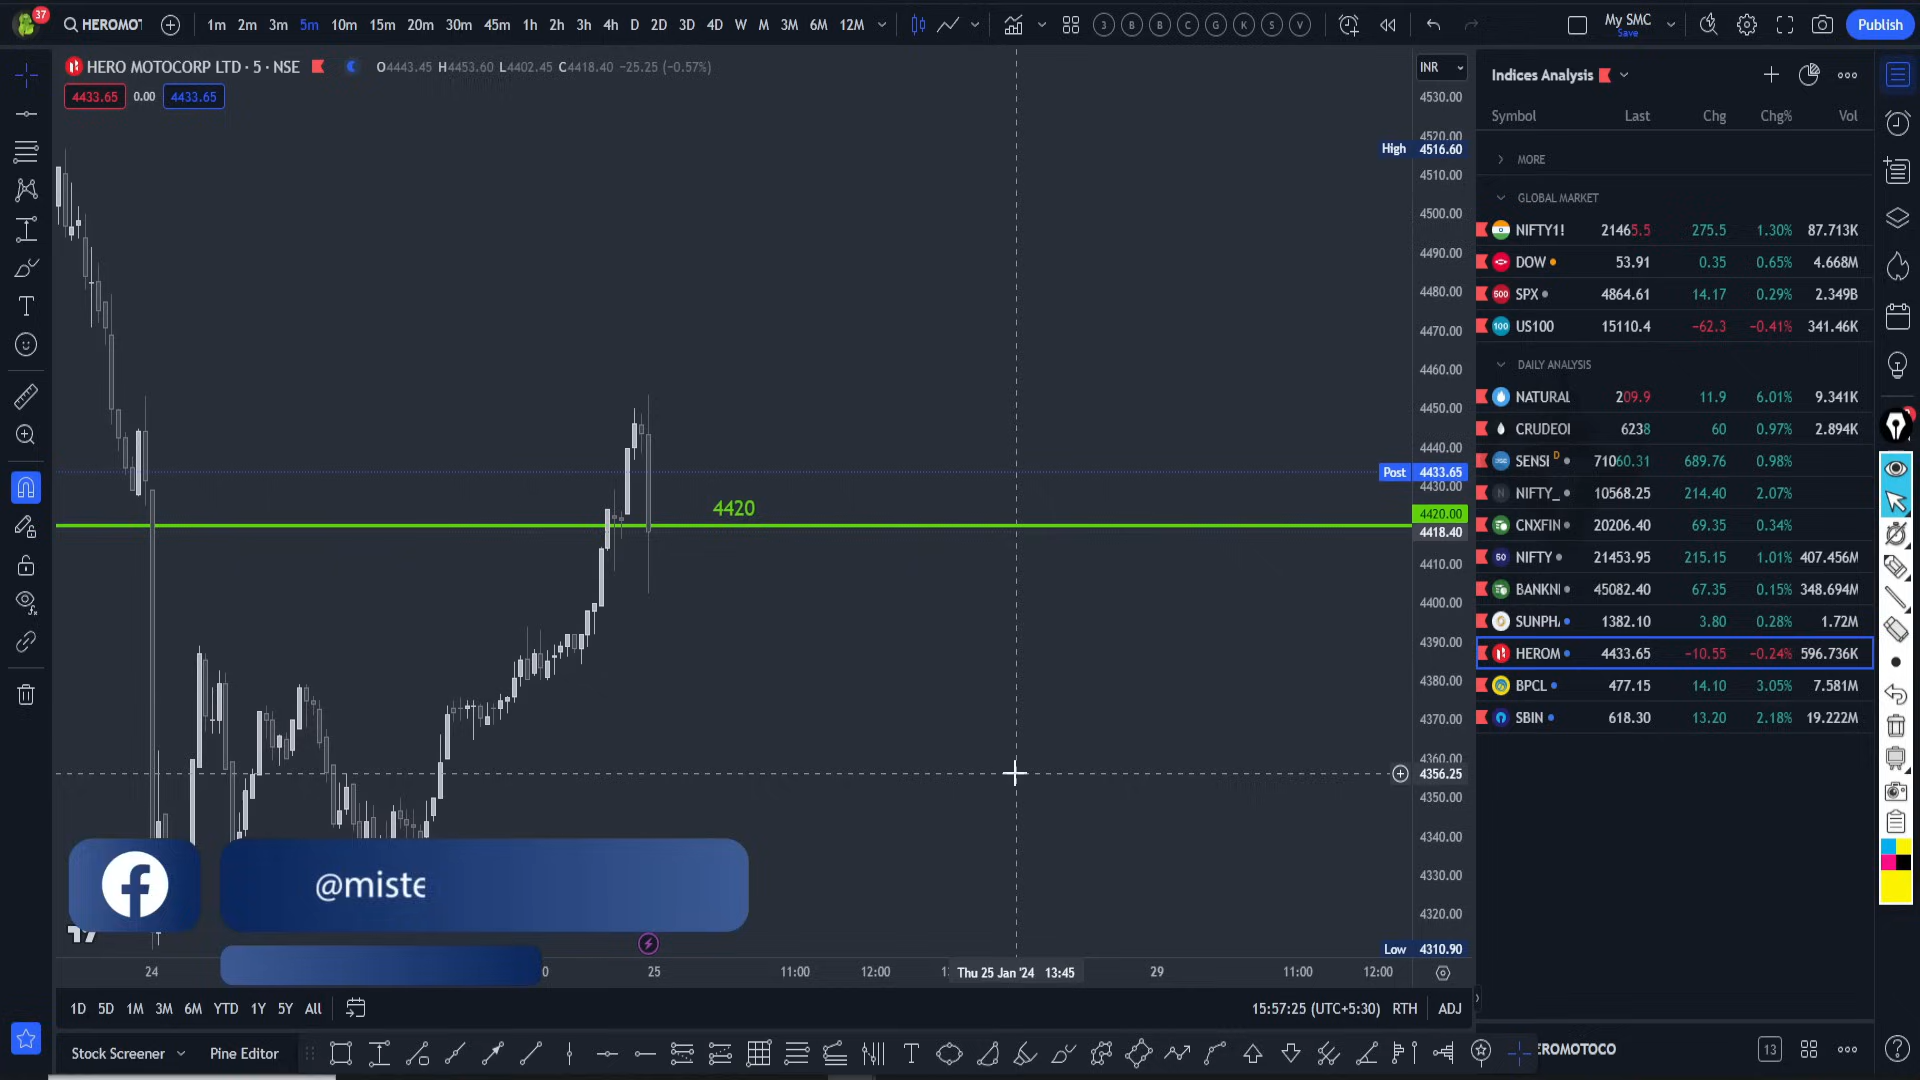 37 HEROMOT 1m 2m 3m 5m 10m 15m 20m 30m 45m 1h 2h 3h 4h D 2D 3D 4D W M 3M 6M 12M 3 B B C G K S V My SMC Save Publish
HERO MOTOCORP LTD · 5 · NSE O4443.45 H4453.60 L4402.45 C4418.40 −25.25 (−0.57%) INR
4433.65 0.00 4433.65
4530.00
4520.00
High 4516.60
4510.00
4500.00
4490.00
4480.00
4470.00
4460.00
4450.00
4440.00
Post 4433.65
4430.00
4420
4420.00
4418.40
4410.00
4400.00
4390.00
4380.00
4370.00
4360.00
4356.25
4350.00
4340.00
4330.00
4320.00
Low 4310.90
@miste
24 25 11:00 12:00 Thu 25 Jan '24 13:45 29 11:00 12:00
1D 5D 1M 3M 6M YTD 1Y 5Y All 15:57:25 (UTC+5:30) RTH ADJ
Stock Screener Pine Editor
Indices Analysis
Symbol Last Chg Chg% Vol
MORE
GLOBAL MARKET
NIFTY1! 21465.5 275.5 1.30% 87.713K
DOW 53.91 0.35 0.65% 4.668M
500 SPX 4864.61 14.17 0.29% 2.349B
100 US100 15110.4 −62.3 −0.41% 341.46K
DAILY ANALYSIS
NATURAL 209.9 11.9 6.01% 9.341K
CRUDEOI 6238 60 0.97% 2.894K
SENSI D 71060.31 689.76 0.98%
N NIFTY_ 10568.25 214.40 2.07%
CNXFIN 20206.40 69.35 0.34%
50 NIFTY 21453.95 215.15 1.01% 407.456M
BANKNI 45082.40 67.35 0.15% 348.694M
SUNPH 1382.10 3.80 0.28% 1.72M
HEROM 4433.65 −10.55 −0.24% 596.736K
BPCL 477.15 14.10 3.05% 7.581M
SBIN 618.30 13.20 2.18% 19.222M
EROMOTOCO 13